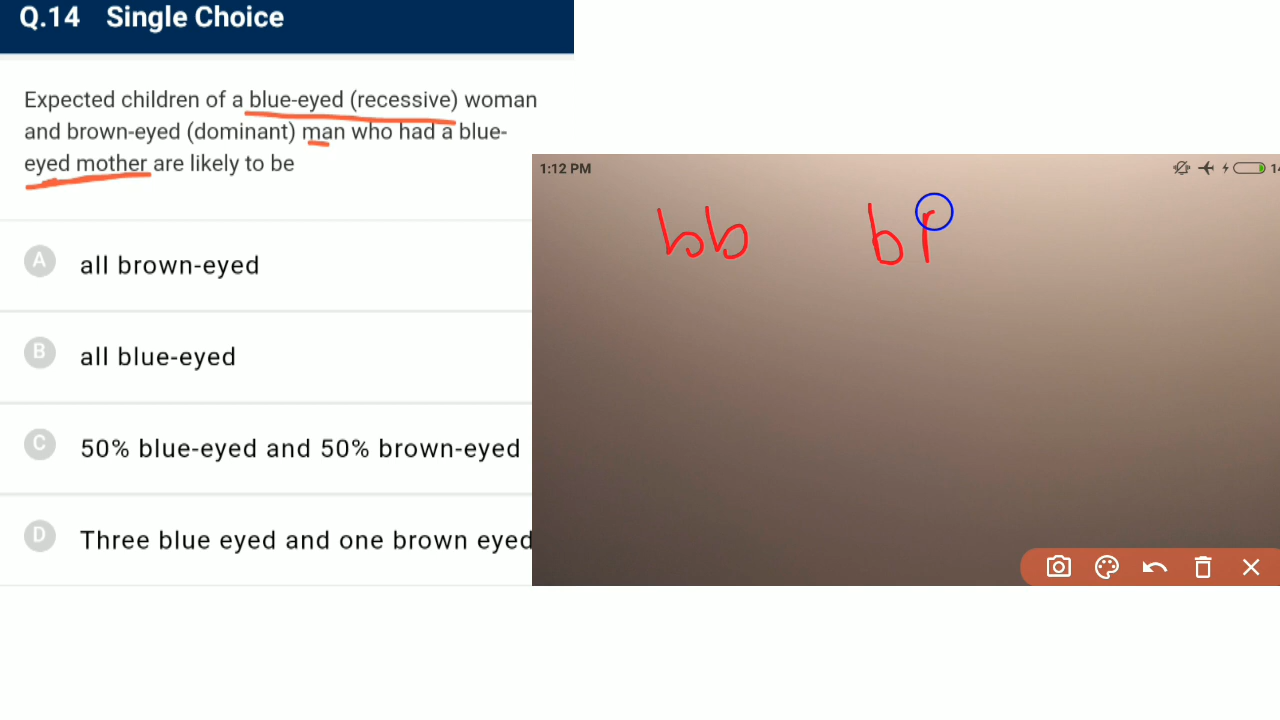 Q.14 Single Choice
Expected children of a blue-eyed (recessive) woman
and brown-eyed (dominant) man who had a blue-
eyed mother are likely to be
A all brown-eyed
B all blue-eyed
C 50% blue-eyed and 50% brown-eyed
D Three blue eyed and one brown eyed
1:12 PM
bb b